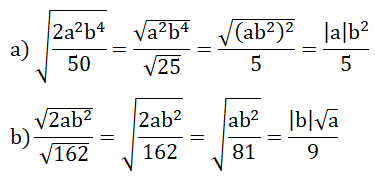 a) √(2a²b⁴/50) = √(a²b⁴)/√25 = √((ab²)²)/5 = |a|b²/5
b) √(2ab²)/√162 = √(2ab²/162) = √(ab²/81) = |b|√a/9